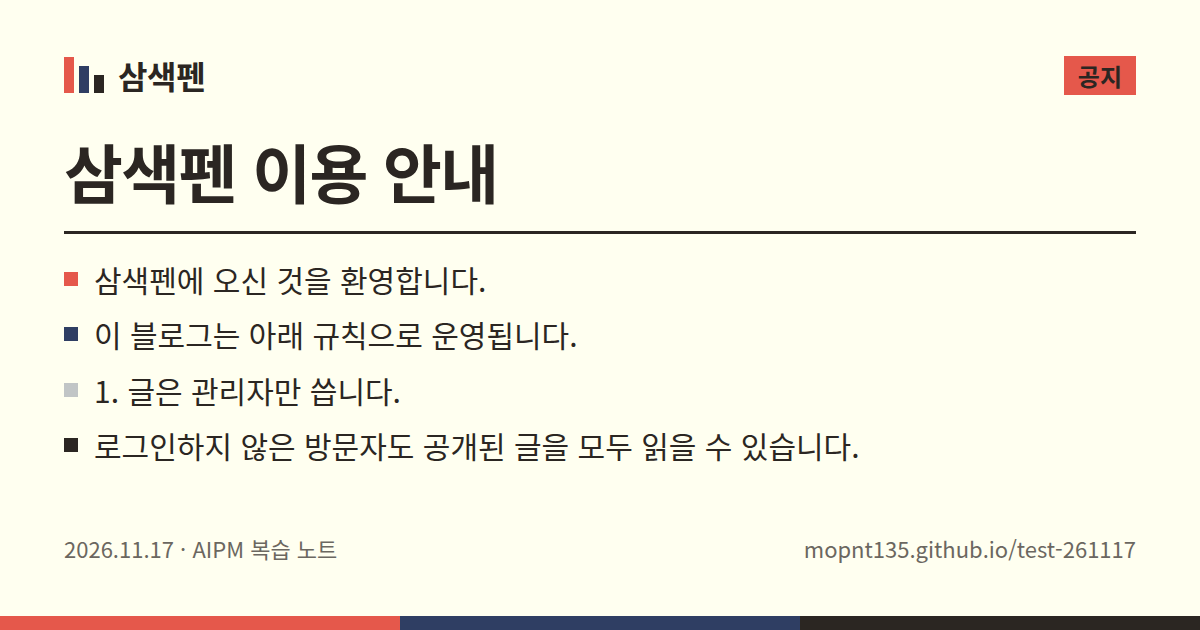 삼색펜
공지
삼색펜 이용 안내
삼색펜에 오신 것을 환영합니다.
이 블로그는 아래 규칙으로 운영됩니다.
1. 글은 관리자만 씁니다.
로그인하지 않은 방문자도 공개된 글을 모두 읽을 수 있습니다.
2026.11.17 · AIPM 복습 노트
mopnt135.github.io/test-261117